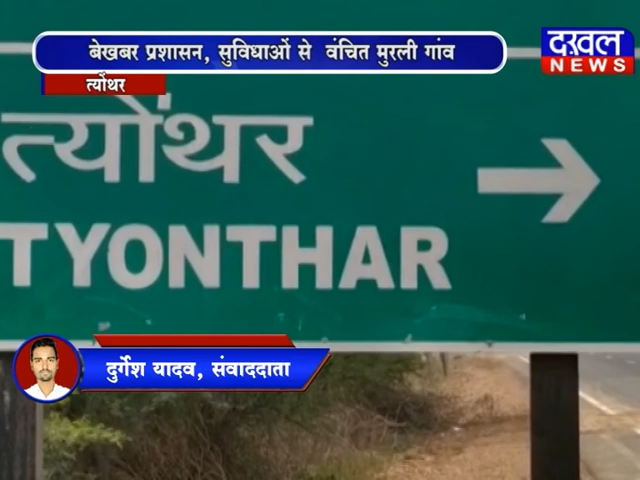 बेखबर प्रशासन, सुविधाओं से वंचित मुरली गांव
दख़ल
NEWS
त्योंथर
त्योंथर
TYONTHAR
दुर्गेश यादव, संवाददाता